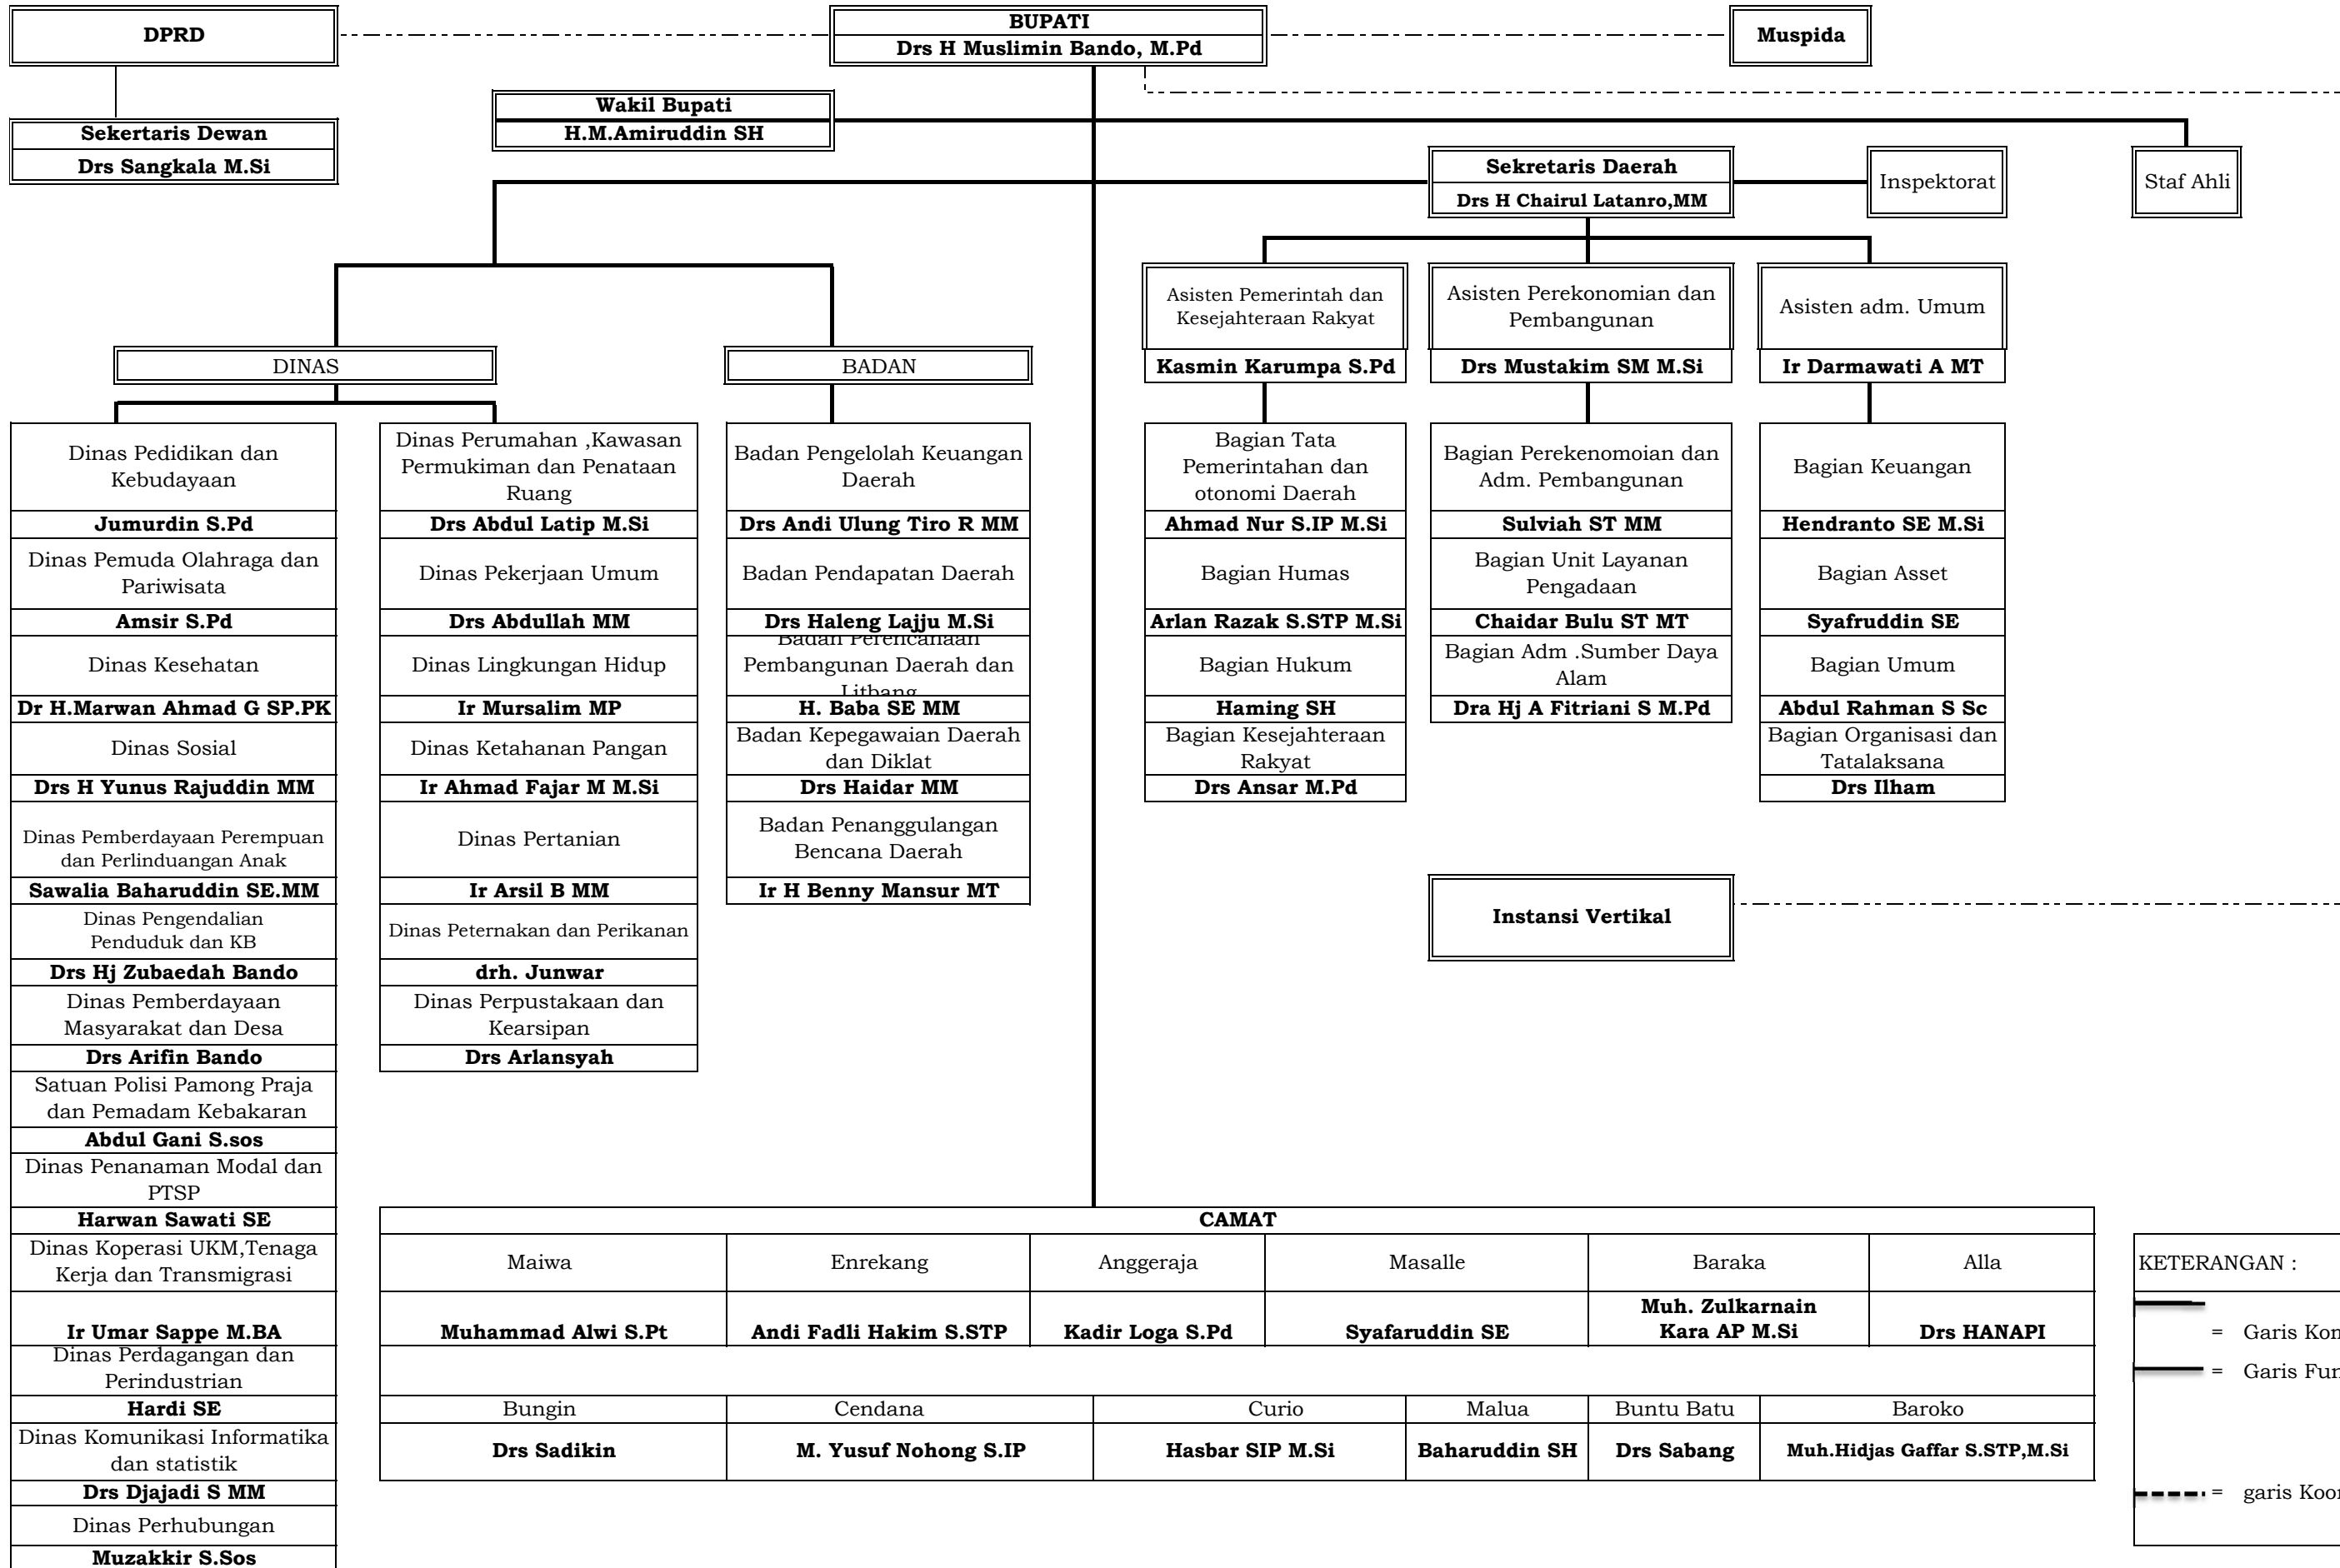 DPRD
BUPATI
Drs H Muslimin Bando, M.Pd
Muspida
Wakil Bupati
H.M.Amiruddin SH
Sekertaris Dewan
Drs Sangkala M.Si
Sekretaris Daerah
Drs H Chairul Latanro,MM
Inspektorat
Staf Ahli
Asisten Pemerintah dan
Kesejahteraan Rakyat
Kasmin Karumpa S.Pd
Asisten Perekonomian dan
Pembangunan
Drs Mustakim SM M.Si
Asisten adm. Umum
Ir Darmawati A MT
DINAS
BADAN
Dinas Pedidikan dan
Kebudayaan
Jumurdin S.Pd
Dinas Pemuda Olahraga dan
Pariwisata
Amsir S.Pd
Dinas Kesehatan
Dr H.Marwan Ahmad G SP.PK
Dinas Sosial
Drs H Yunus Rajuddin MM
Dinas Pemberdayaan Perempuan
dan Perlinduangan Anak
Sawalia Baharuddin SE.MM
Dinas Pengendalian
Penduduk dan KB
Drs Hj Zubaedah Bando
Dinas Pemberdayaan
Masyarakat dan Desa
Drs Arifin Bando
Satuan Polisi Pamong Praja
dan Pemadam Kebakaran
Abdul Gani S.sos
Dinas Penanaman Modal dan
PTSP
Harwan Sawati SE
Dinas Koperasi UKM,Tenaga
Kerja dan Transmigrasi
Ir Umar Sappe M.BA
Dinas Perdagangan dan
Perindustrian
Hardi SE
Dinas Komunikasi Informatika
dan statistik
Drs Djajadi S MM
Dinas Perhubungan
Muzakkir S.Sos
Dinas Perumahan ,Kawasan
Permukiman dan Penataan
Ruang
Drs Abdul Latip M.Si
Dinas Pekerjaan Umum
Drs Abdullah MM
Dinas Lingkungan Hidup
Ir Mursalim MP
Dinas Ketahanan Pangan
Ir Ahmad Fajar M M.Si
Dinas Pertanian
Ir Arsil B MM
Dinas Peternakan dan Perikanan
drh. Junwar
Dinas Perpustakaan dan
Kearsipan
Drs Arlansyah
Badan Pengelolah Keuangan
Daerah
Drs Andi Ulung Tiro R MM
Badan Pendapatan Daerah
Drs Haleng Lajju M.Si
Badan Perencanaan
Pembangunan Daerah dan
Litbang
H. Baba SE MM
Badan Kepegawaian Daerah
dan Diklat
Drs Haidar MM
Badan Penanggulangan
Bencana Daerah
Ir H Benny Mansur MT
Bagian Tata
Pemerintahan dan
otonomi Daerah
Ahmad Nur S.IP M.Si
Bagian Humas
Arlan Razak S.STP M.Si
Bagian Hukum
Haming SH
Bagian Kesejahteraan
Rakyat
Drs Ansar M.Pd
Bagian Perekenomoian dan
Adm. Pembangunan
Sulviah ST MM
Bagian Unit Layanan
Pengadaan
Chaidar Bulu ST MT
Bagian Adm .Sumber Daya
Alam
Dra Hj A Fitriani S M.Pd
Bagian Keuangan
Hendranto SE M.Si
Bagian Asset
Syafruddin SE
Bagian Umum
Abdul Rahman S Sc
Bagian Organisasi dan
Tatalaksana
Drs Ilham
Instansi Vertikal
CAMAT
Maiwa
Enrekang
Anggeraja
Masalle
Baraka
Alla
Muhammad Alwi S.Pt
Andi Fadli Hakim S.STP
Kadir Loga S.Pd
Syafaruddin SE
Muh. Zulkarnain
Kara AP M.Si
Drs HANAPI
Bungin
Cendana
Curio
Malua
Buntu Batu
Baroko
Drs Sadikin
M. Yusuf Nohong S.IP
Hasbar SIP M.Si
Baharuddin SH
Drs Sabang
Muh.Hidjas Gaffar S.STP,M.Si
KETERANGAN :
= Garis
= Garis
= garis